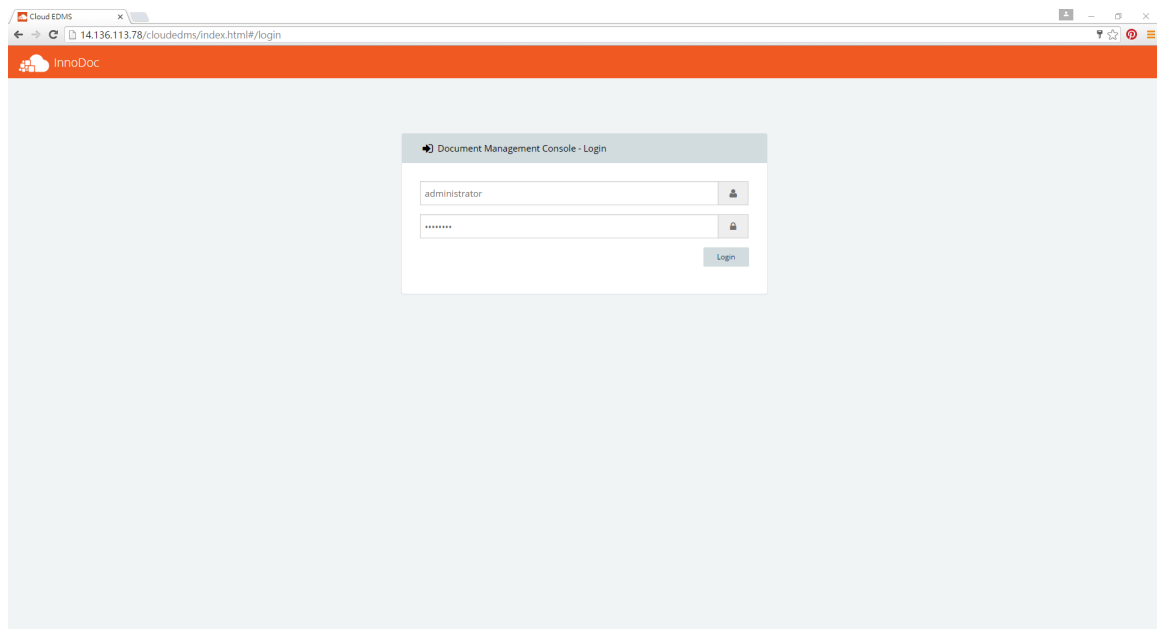 Cloud EDMS
14.136.113.78/cloudedms/index.html#/login
InnoDoc
Document Management Console - Login
administrator
••••••••
Login